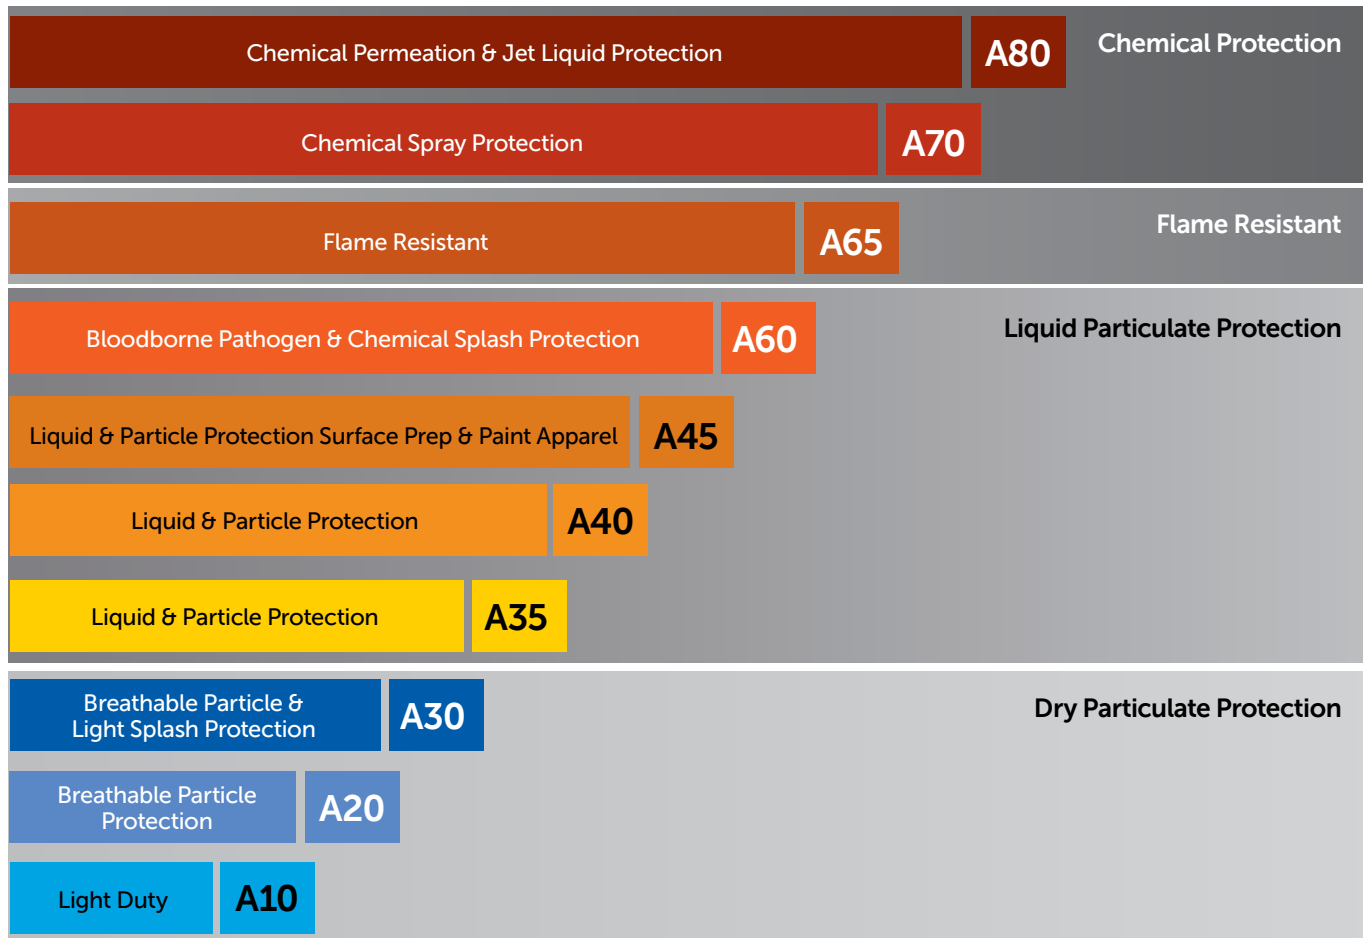 Chemical Permeation & Jet Liquid Protection
A80
Chemical Protection
Chemical Spray Protection
A70
Flame Resistant
A65
Flame Resistant
Bloodborne Pathogen & Chemical Splash Protection
A60
Liquid Particulate Protection
Liquid & Particle Protection Surface Prep & Paint Apparel
A45
Liquid & Particle Protection
A40
Liquid & Particle Protection
A35
Breathable Particle &
Light Splash Protection
A30
Dry Particulate Protection
Breathable Particle
Protection
A20
Light Duty
A10